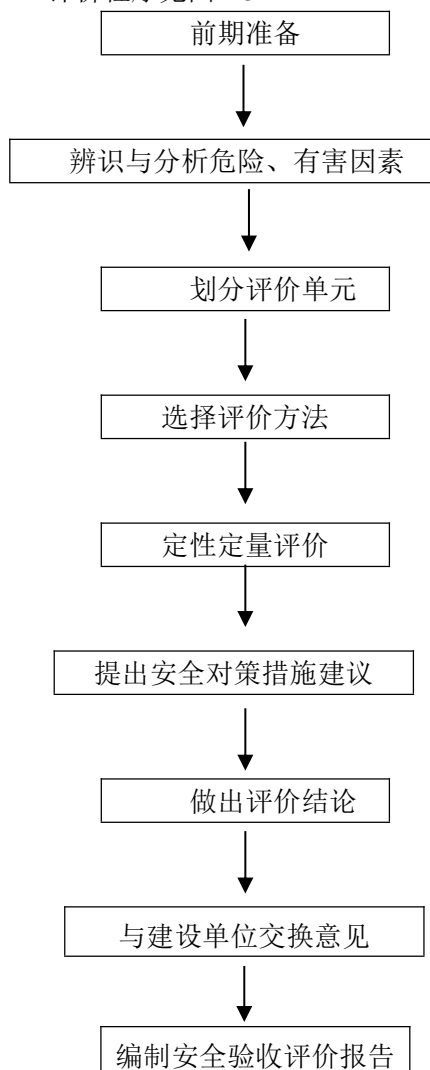 前期准备
辨识与分析危险、有害因素
划分评价单元
选择评价方法
定性定量评价
提出安全对策措施建议
做出评价结论
与建设单位交换意见
编制安全验收评价报告